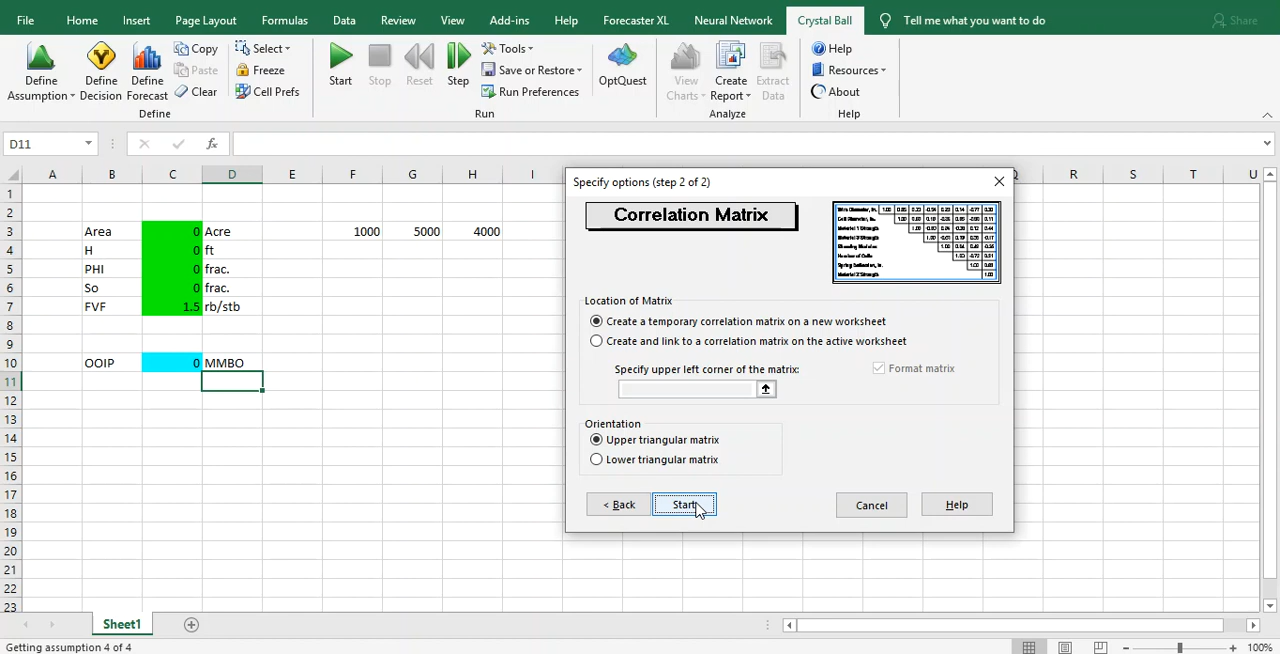 File Home Insert Page Layout Formulas Data Review View Add-ins Help Forecaster XL Neural Network Crystal Ball Tell me what you want to do Share
Define Assumption
Define Decision
Define Forecast
Copy
Paste
Clear
Select
Freeze
Cell Prefs
Define
Start
Stop
Reset
Step
Tools
Save or Restore
Run Preferences
OptQuest
Run
View Charts
Create Report
Extract Data
Analyze
Help
Resources
About
Help
D11 fx
A B C D E F G H I Q R S T U
1
2
3 Area 0 Acre 1000 5000 4000
4 H 0 ft
5 PHI 0 frac.
6 So 0 frac.
7 FVF 1.5 rb/stb
8
9
10 OOIP 0 MMBO
11
12
13
14
15
16
17
18
19
20
21
22
23
Specify options (step 2 of 2)
Correlation Matrix
Location of Matrix
Create a temporary correlation matrix on a new worksheet
Create and link to a correlation matrix on the active worksheet
Specify upper left corner of the matrix:
Format matrix
Orientation
Upper triangular matrix
Lower triangular matrix
< Back Start Cancel Help
Sheet1
Getting assumption 4 of 4 100%